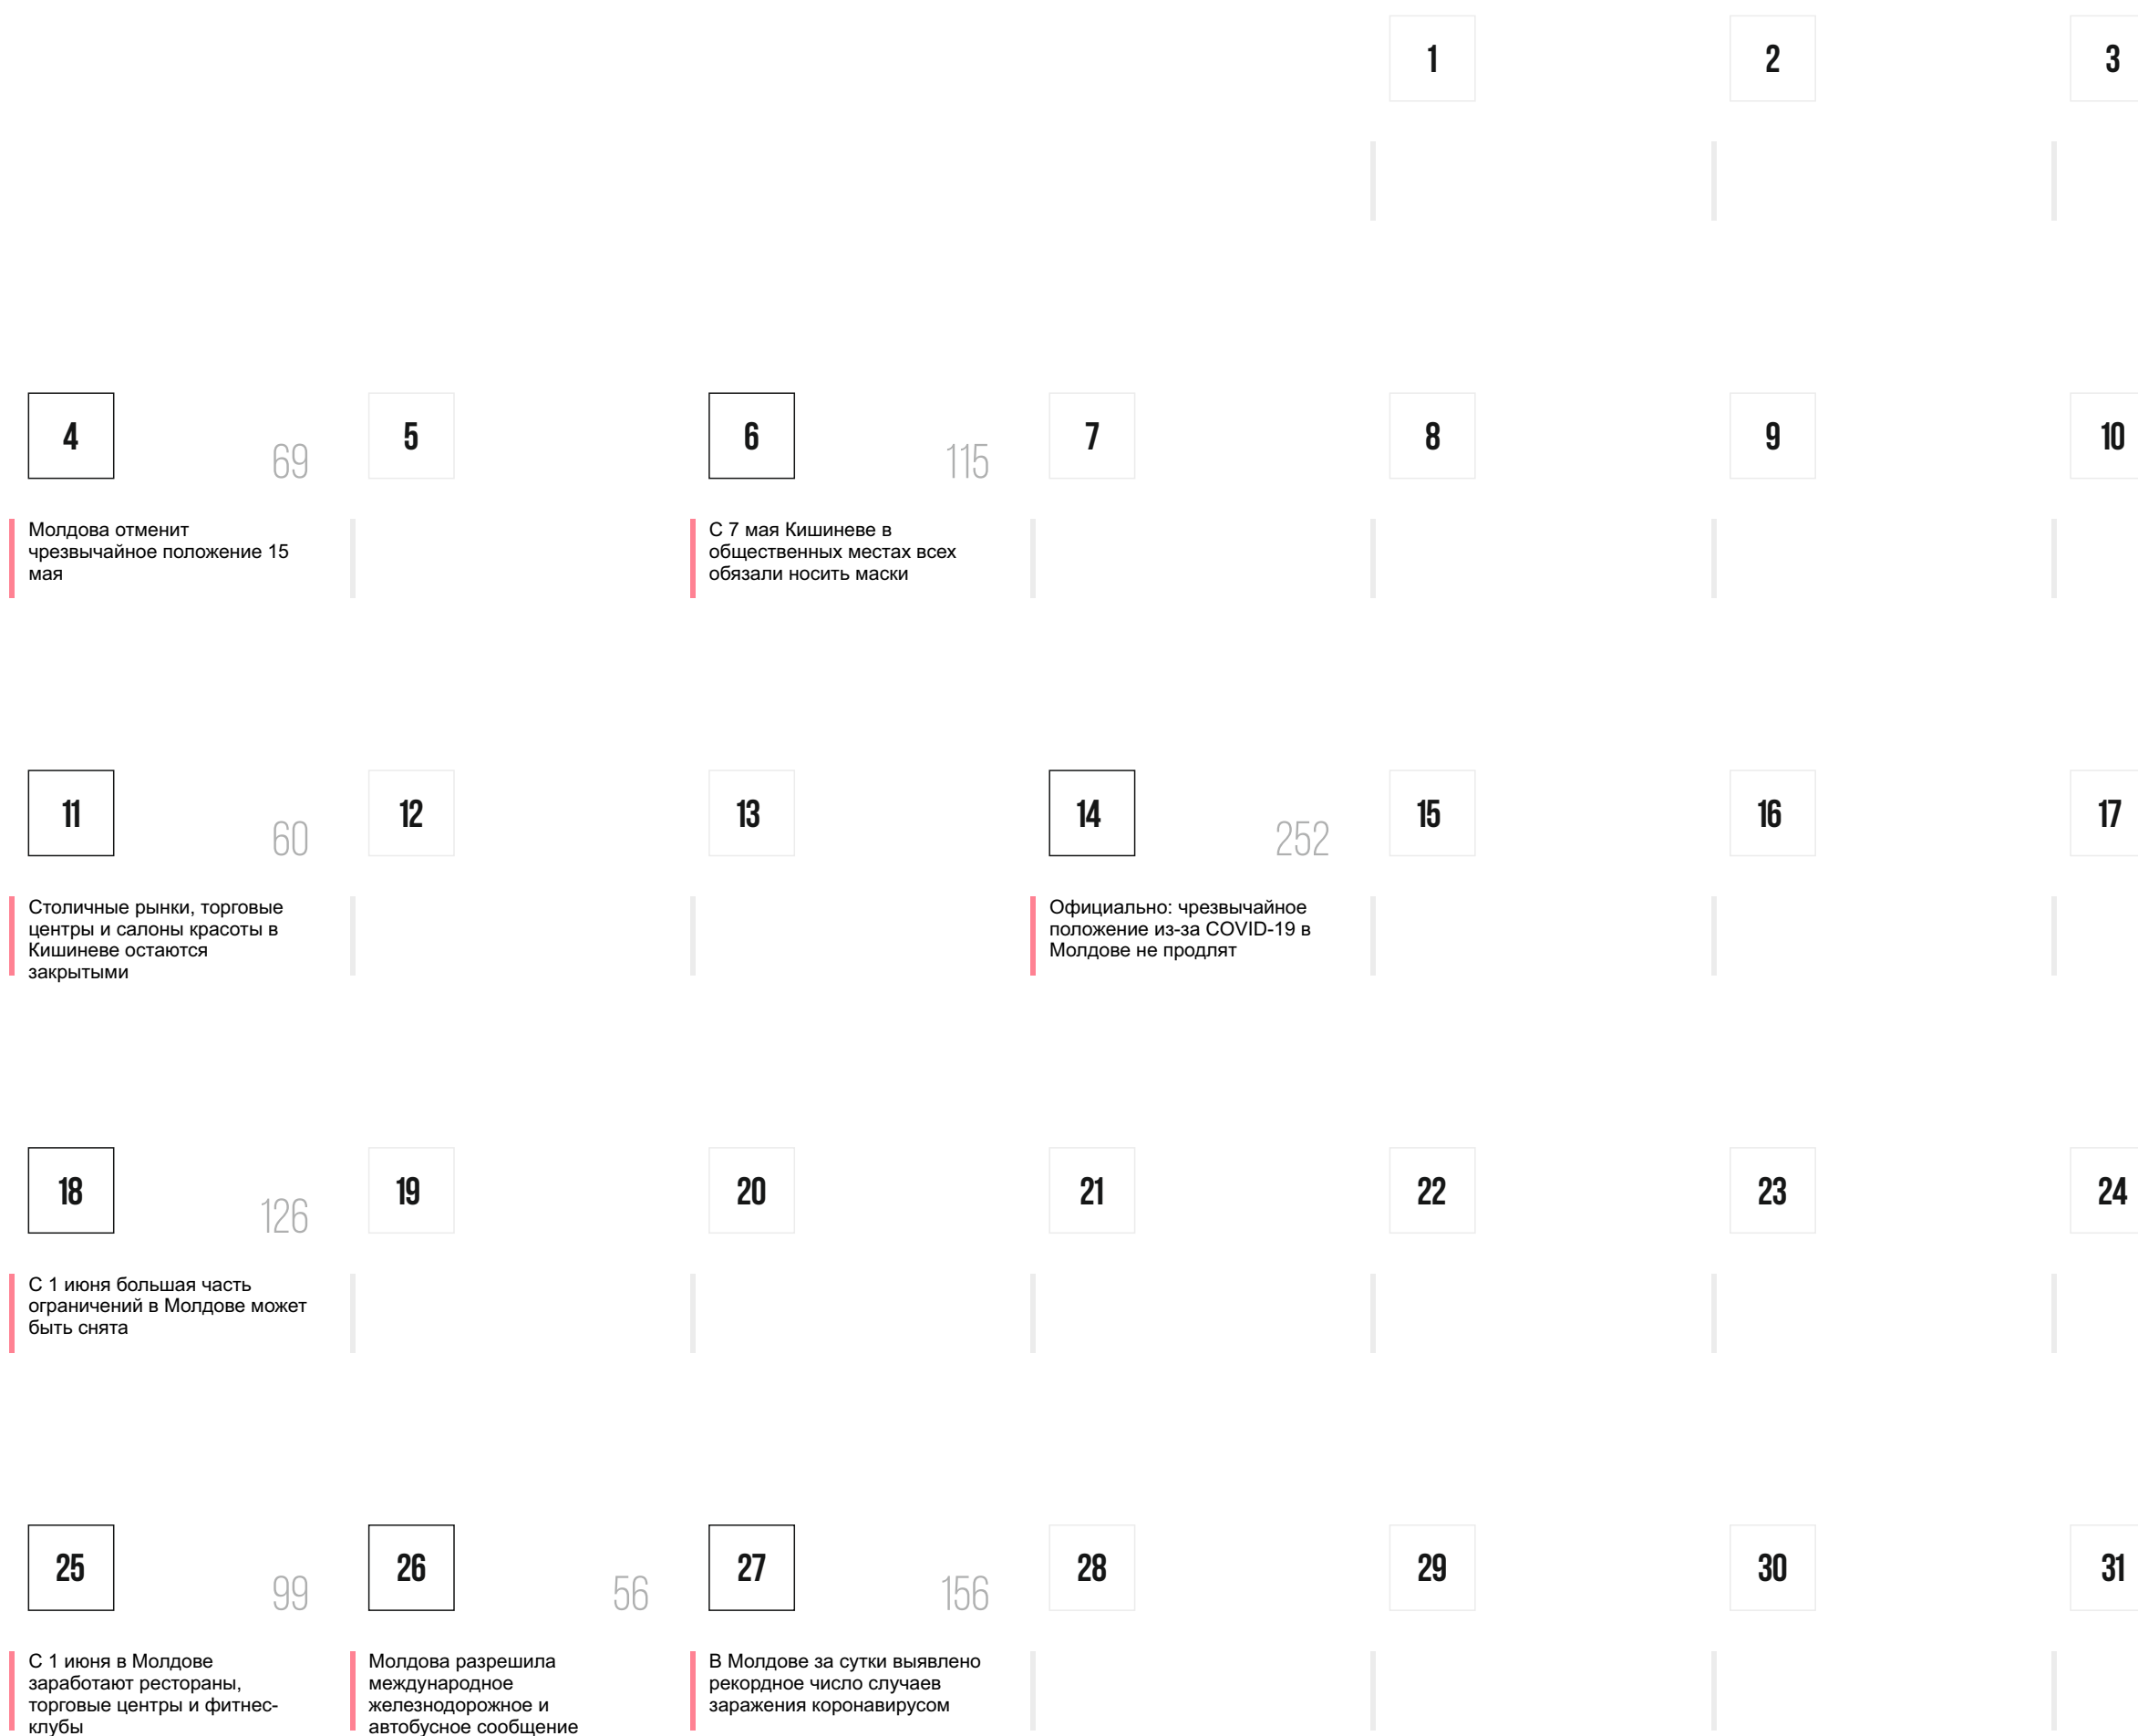 1
2
3
4
69
5
6
115
7
8
9
10
Молдова отменит
чрезвычайное положение 15
мая
С 7 мая Кишиневе в
общественных местах всех
обязали носить маски
11
60
12
13
14
252
15
16
17
Столичные рынки, торговые
центры и салоны красоты в
Кишиневе остаются
закрытыми
Официально: чрезвычайное
положение из-за COVID-19 в
Молдове не продлят
18
126
19
20
21
22
23
24
С 1 июня большая часть
ограничений в Молдове может
быть снята
25
99
26
56
27
156
28
29
30
31
С 1 июня в Молдове
заработают рестораны,
торговые центры и фитнес-
клубы
Молдова разрешила
международное
железнодорожное и
автобусное сообщение
В Молдове за сутки выявлено
рекордное число случаев
заражения коронавирусом